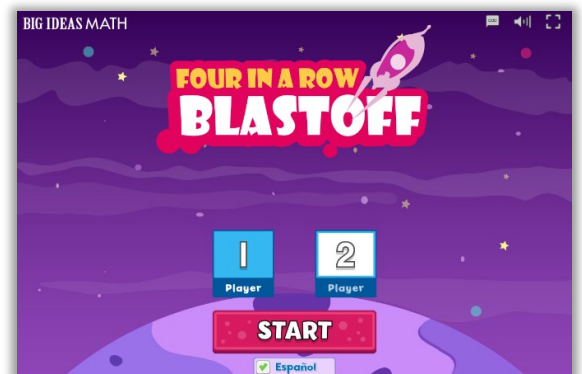 BIG IDEAS MATH
FOUR IN A ROW
BLASTOFF
1 2
Player Player
START
Español